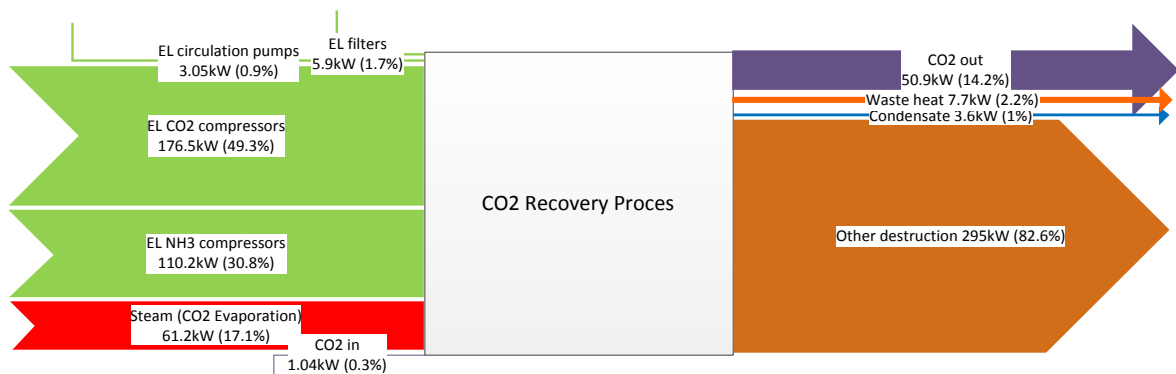 EL circulation pumps
3.05kW (0.9%)
EL filters
5.9kW (1.7%)
EL CO2 compressors
176.5kW (49.3%)
EL NH3 compressors
110.2kW (30.8%)
Steam (CO2 Evaporation)
61.2kW (17.1%)
CO2 in
1.04kW (0.3%)
CO2 Recovery Proces
CO2 out
50.9kW (14.2%)
Waste heat 7.7kW (2.2%)
Condensate 3.6kW (1%)
Other destruction 295kW (82.6%)